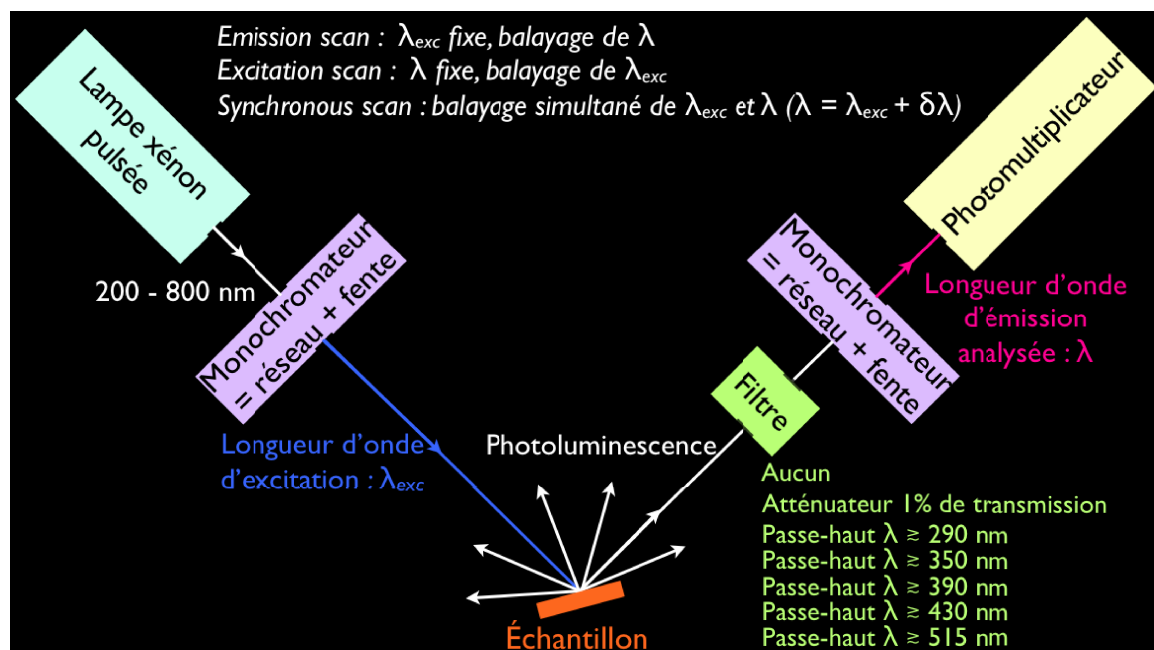 Emission scan : λexc fixe, balayage de λ
Excitation scan : λ fixe, balayage de λexc
Synchronous scan : balayage simultané de λexc et λ (λ = λexc + δλ)
Lampe xénon
pulsée
200 - 800 nm
Monochromateur
= réseau + fente
Longueur d'onde
d'excitation : λexc
Photoluminescence
Échantillon
Filtre
Aucun
Atténuateur 1% de transmission
Passe-haut λ ≳ 290 nm
Passe-haut λ ≳ 350 nm
Passe-haut λ ≳ 390 nm
Passe-haut λ ≳ 430 nm
Passe-haut λ ≳ 515 nm
Monochromateur
= réseau + fente
Longueur d'onde
d'émission
analysée : λ
Photomultiplicateur